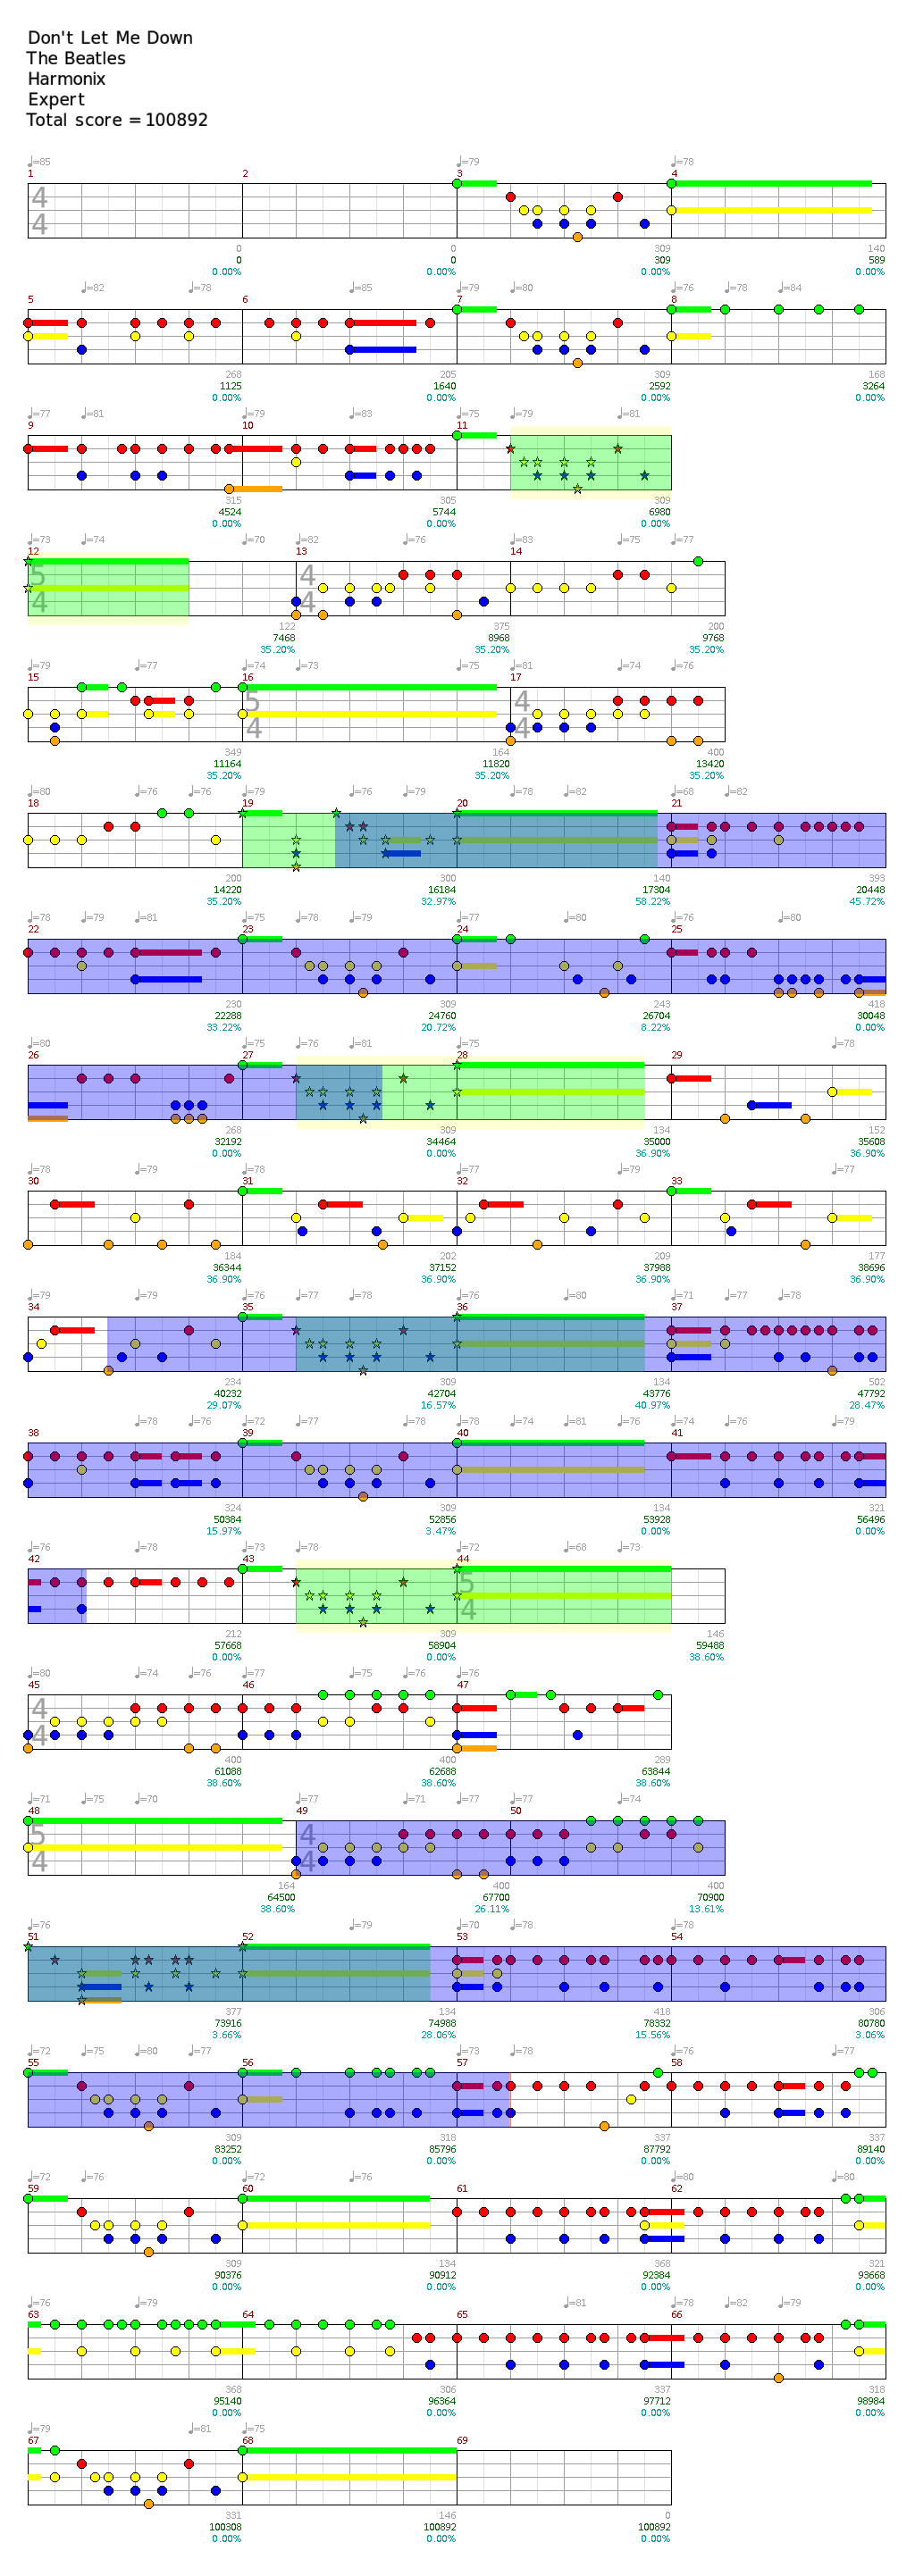 Don't Let Me Down
The Beatles
Harmonix
Expert
Total score = 100892
♩=85 ♩=79 ♩=78
1 2 3 4
4
4
0 0 309 140
0 0 309 589
0.00% 0.00% 0.00% 0.00%
♩=82 ♩=78 ♩=85 ♩=79 ♩=80 ♩=76 ♩=78 ♩=84
5 6 7 8
268 205 309 168
1125 1640 2592 3264
0.00% 0.00% 0.00% 0.00%
♩=77 ♩=81 ♩=79 ♩=83 ♩=75 ♩=79 ♩=81
9 10 11
315 305 309
4524 5744 6980
0.00% 0.00% 0.00%
♩=73 ♩=74 ♩=70 ♩=82 ♩=76 ♩=83 ♩=75 ♩=77
12 13 14
5 4
4 4
122 375 200
7468 8968 9768
35.20% 35.20% 35.20%
♩=79 ♩=77 ♩=74 ♩=73 ♩=75 ♩=81 ♩=74 ♩=76
15 16 17
5 4
4 4
349 164 400
11164 11820 13420
35.20% 35.20% 35.20%
♩=80 ♩=76 ♩=76 ♩=79 ♩=76 ♩=79 ♩=78 ♩=82 ♩=68 ♩=82
18 19 20 21
200 300 140 393
14220 16184 17304 20448
35.20% 32.97% 58.22% 45.72%
♩=78 ♩=79 ♩=81 ♩=75 ♩=78 ♩=79 ♩=77 ♩=80 ♩=76 ♩=80
22 23 24 25
230 309 243 418
22288 24760 26704 30048
33.22% 20.72% 8.22% 0.00%
♩=80 ♩=75 ♩=76 ♩=81 ♩=75 ♩=78
26 27 28 29
268 309 134 152
32192 34464 35000 35608
0.00% 0.00% 36.90% 36.90%
♩=78 ♩=79 ♩=78 ♩=77 ♩=79 ♩=77
30 31 32 33
184 202 209 177
36344 37152 37988 38696
36.90% 36.90% 36.90% 36.90%
♩=79 ♩=79 ♩=75 ♩=77 ♩=78 ♩=76 ♩=80 ♩=71 ♩=77 ♩=78
34 35 36 37
234 309 134 502
40232 42704 43776 47792
29.07% 16.57% 40.97% 28.47%
♩=78 ♩=76 ♩=72 ♩=77 ♩=78 ♩=78 ♩=74 ♩=81 ♩=76 ♩=74 ♩=76 ♩=79
38 39 40 41
324 309 134 321
50384 52856 53928 56496
15.97% 3.47% 0.00% 0.00%
♩=76 ♩=78 ♩=73 ♩=78 ♩=72 ♩=68 ♩=73
42 43 44
5
4
212 309 146
57668 58904 59488
0.00% 0.00% 38.60%
♩=80 ♩=74 ♩=76 ♩=77 ♩=75 ♩=76 ♩=76
45 46 47
4
4
400 400 289
61088 62688 63844
38.60% 38.60% 38.60%
♩=71 ♩=75 ♩=70 ♩=77 ♩=71 ♩=77 ♩=77 ♩=74
48 49 50
5 4
4 4
164 400 400
64500 67700 70900
38.60% 26.11% 13.61%
♩=76 ♩=79 ♩=70 ♩=78 ♩=78
51 52 53 54
377 134 418 306
73916 74988 78332 80780
3.66% 28.06% 15.56% 3.06%
♩=72 ♩=75 ♩=80 ♩=77 ♩=72 ♩=76 ♩=73 ♩=78 ♩=77
55 56 57 58
309 318 337 337
83252 85796 87792 89140
0.00% 0.00% 0.00% 0.00%
♩=72 ♩=76 ♩=72 ♩=76 ♩=80 ♩=80
59 60 61 62
309 134 368 321
90376 90912 92384 93668
0.00% 0.00% 0.00% 0.00%
♩=76 ♩=79 ♩=81 ♩=78 ♩=82 ♩=79
63 64 65 66
368 306 337 318
95140 96364 97712 98984
0.00% 0.00% 0.00% 0.00%
♩=79 ♩=81 ♩=75
67 68 69
331 146 0
100308 100892 100892
0.00% 0.00% 0.00%